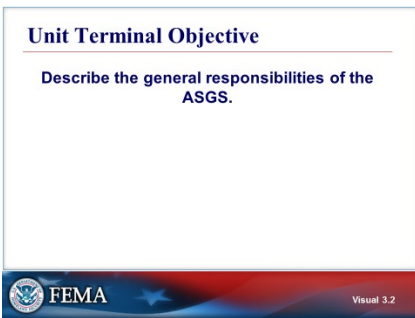 Unit Terminal Objective
Describe the general responsibilities of the
ASGS.
FEMA
Visual 3.2